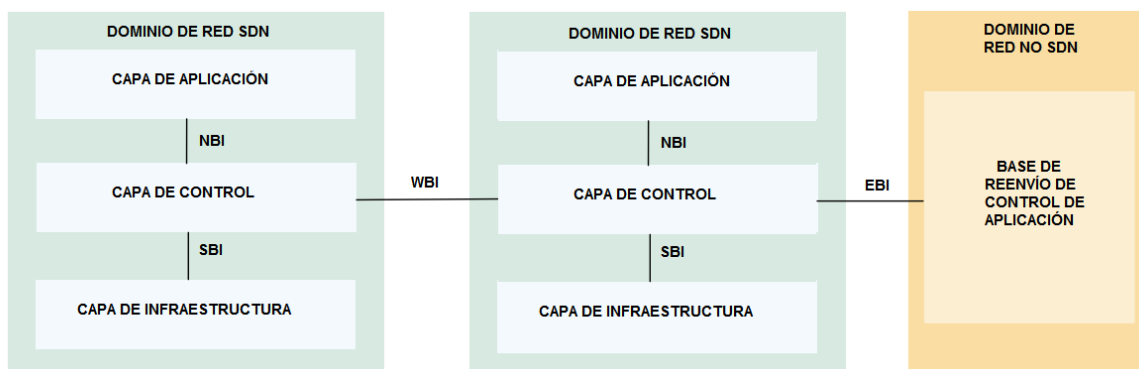 DOMINIO DE RED SDN
CAPA DE APLICACIÓN
NBI
CAPA DE CONTROL
SBI
CAPA DE INFRAESTRUCTURA
WBI
DOMINIO DE RED SDN
CAPA DE APLICACIÓN
NBI
CAPA DE CONTROL
SBI
CAPA DE INFRAESTRUCTURA
EBI
DOMINIO DE
RED NO SDN
BASE DE
REENVÍO DE
CONTROL DE
APLICACIÓN